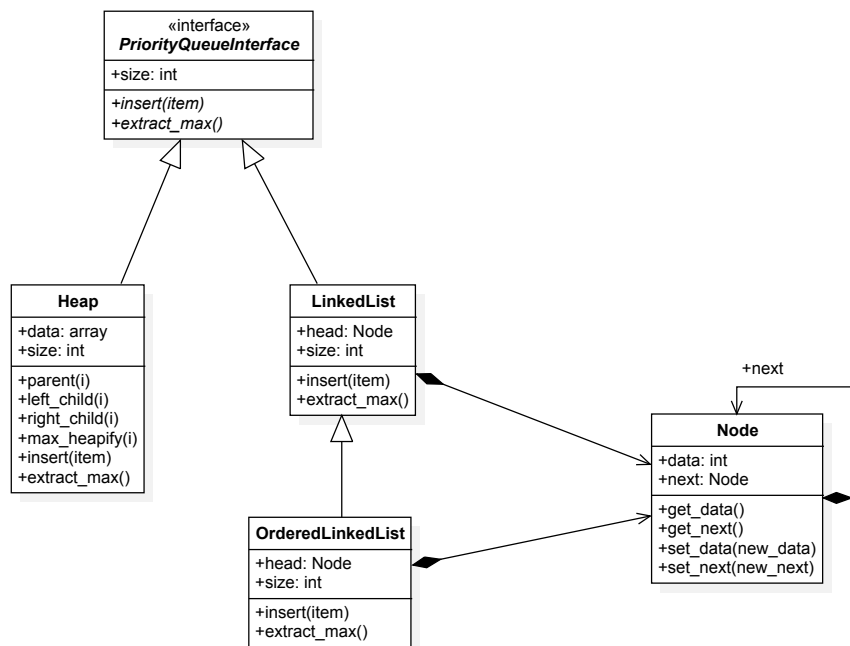 «interface»
PriorityQueueInterface
+size: int
+insert(item)
+extract_max()
Heap
+data: array
+size: int
+parent(i)
+left_child(i)
+right_child(i)
+max_heapify(i)
+insert(item)
+extract_max()
LinkedList
+head: Node
+size: int
+insert(item)
+extract_max()
+next
Node
+data: int
+next: Node
+get_data()
+get_next()
+set_data(new_data)
+set_next(new_next)
OrderedLinkedList
+head: Node
+size: int
+insert(item)
+extract_max()